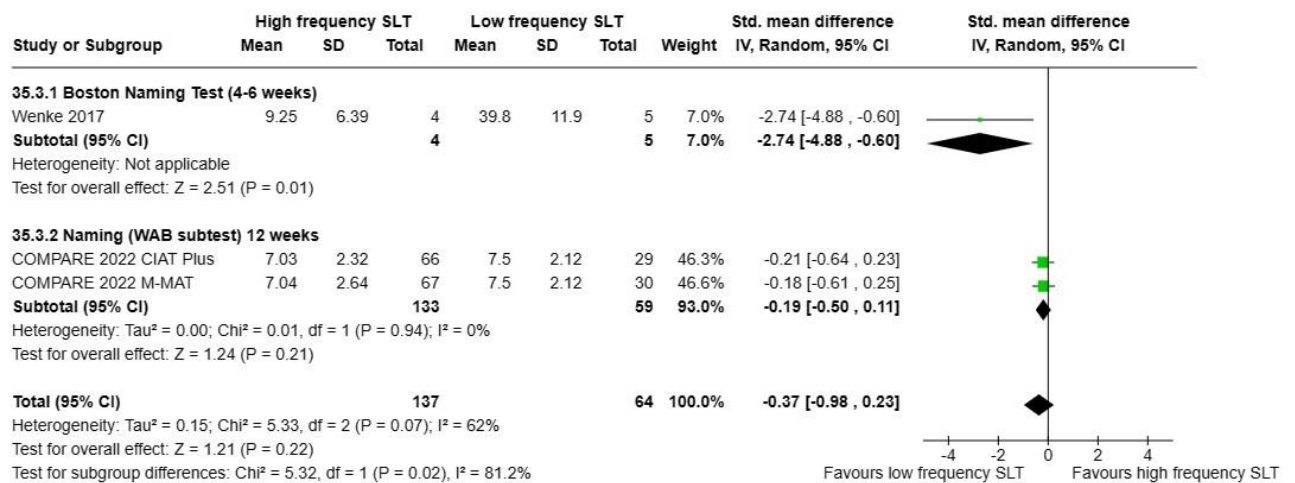 High frequency SLT Low frequency SLT Std. mean difference Std. mean difference
Study or Subgroup Mean SD Total Mean SD Total Weight IV, Random, 95% CI IV, Random, 95% CI
35.3.1 Boston Naming Test (4-6 weeks)
Wenke 2017 9.25 6.39 4 39.8 11.9 5 7.0% -2.74 [-4.88 , -0.60]
Subtotal (95% CI) 4 5 7.0% -2.74 [-4.88 , -0.60]
Heterogeneity: Not applicable
Test for overall effect: Z = 2.51 (P = 0.01)
35.3.2 Naming (WAB subtest) 12 weeks
COMPARE 2022 CIAT Plus 7.03 2.32 66 7.5 2.12 29 46.3% -0.21 [-0.64 , 0.23]
COMPARE 2022 M-MAT 7.04 2.64 67 7.5 2.12 30 46.6% -0.18 [-0.61 , 0.25]
Subtotal (95% CI) 133 59 93.0% -0.19 [-0.50 , 0.11]
Heterogeneity: Tau² = 0.00; Chi² = 0.01, df = 1 (P = 0.94); I² = 0%
Test for overall effect: Z = 1.24 (P = 0.21)
Total (95% CI) 137 64 100.0% -0.37 [-0.98 , 0.23]
Heterogeneity: Tau² = 0.15; Chi² = 5.33, df = 2 (P = 0.07); I² = 62%
Test for overall effect: Z = 1.21 (P = 0.22)
-4 -2 0 2 4
Test for subgroup differences: Chi² = 5.32, df = 1 (P = 0.02), I² = 81.2% Favours low frequency SLT Favours high frequency SLT